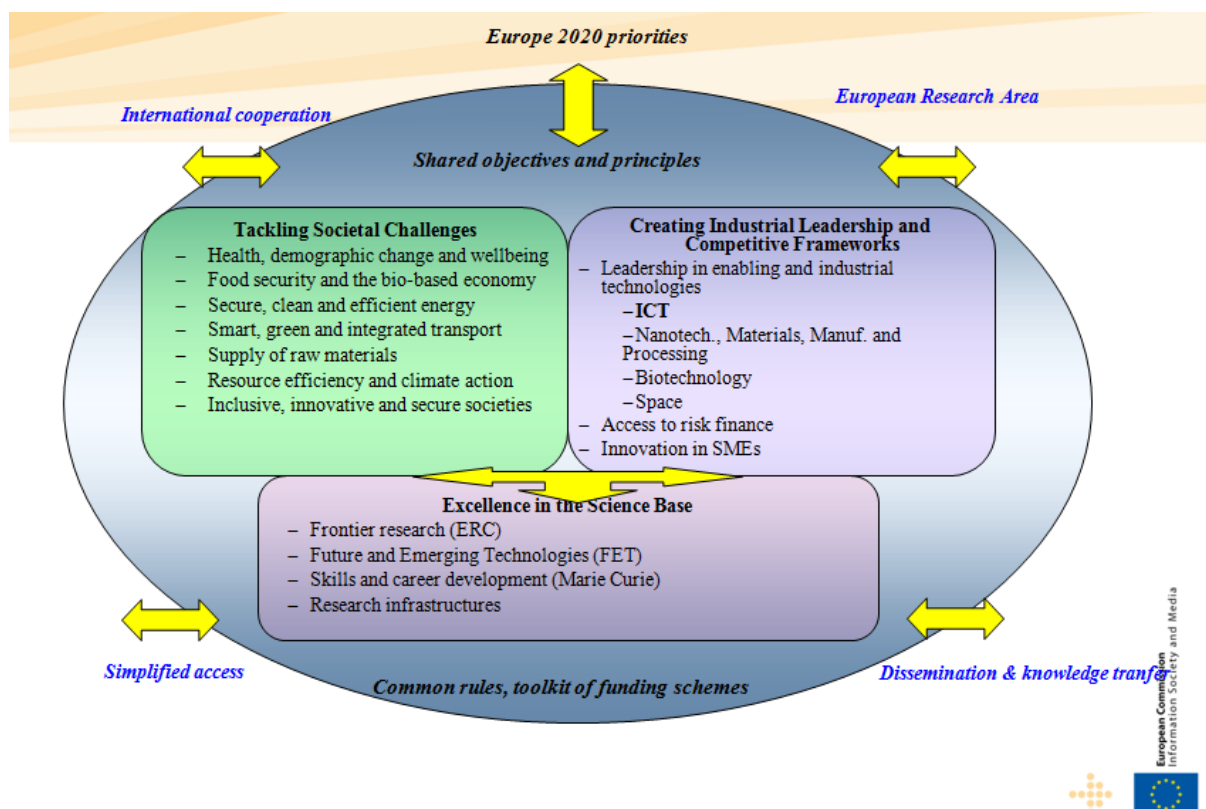 Europe 2020 priorities
International cooperation
European Research Area
Shared objectives and principles
Tackling Societal Challenges
– Health, demographic change and wellbeing
– Food security and the bio-based economy
– Secure, clean and efficient energy
– Smart, green and integrated transport
– Supply of raw materials
– Resource efficiency and climate action
– Inclusive, innovative and secure societies
Creating Industrial Leadership and
Competitive Frameworks
– Leadership in enabling and industrial
technologies
– ICT
– Nanotech., Materials, Manuf. and
Processing
– Biotechnology
– Space
– Access to risk finance
– Innovation in SMEs
Excellence in the Science Base
– Frontier research (ERC)
– Future and Emerging Technologies (FET)
– Skills and career development (Marie Curie)
– Research infrastructures
Simplified access
Dissemination & knowledge tranfer
Common rules, toolkit of funding schemes
European Commission
Information Society and Media